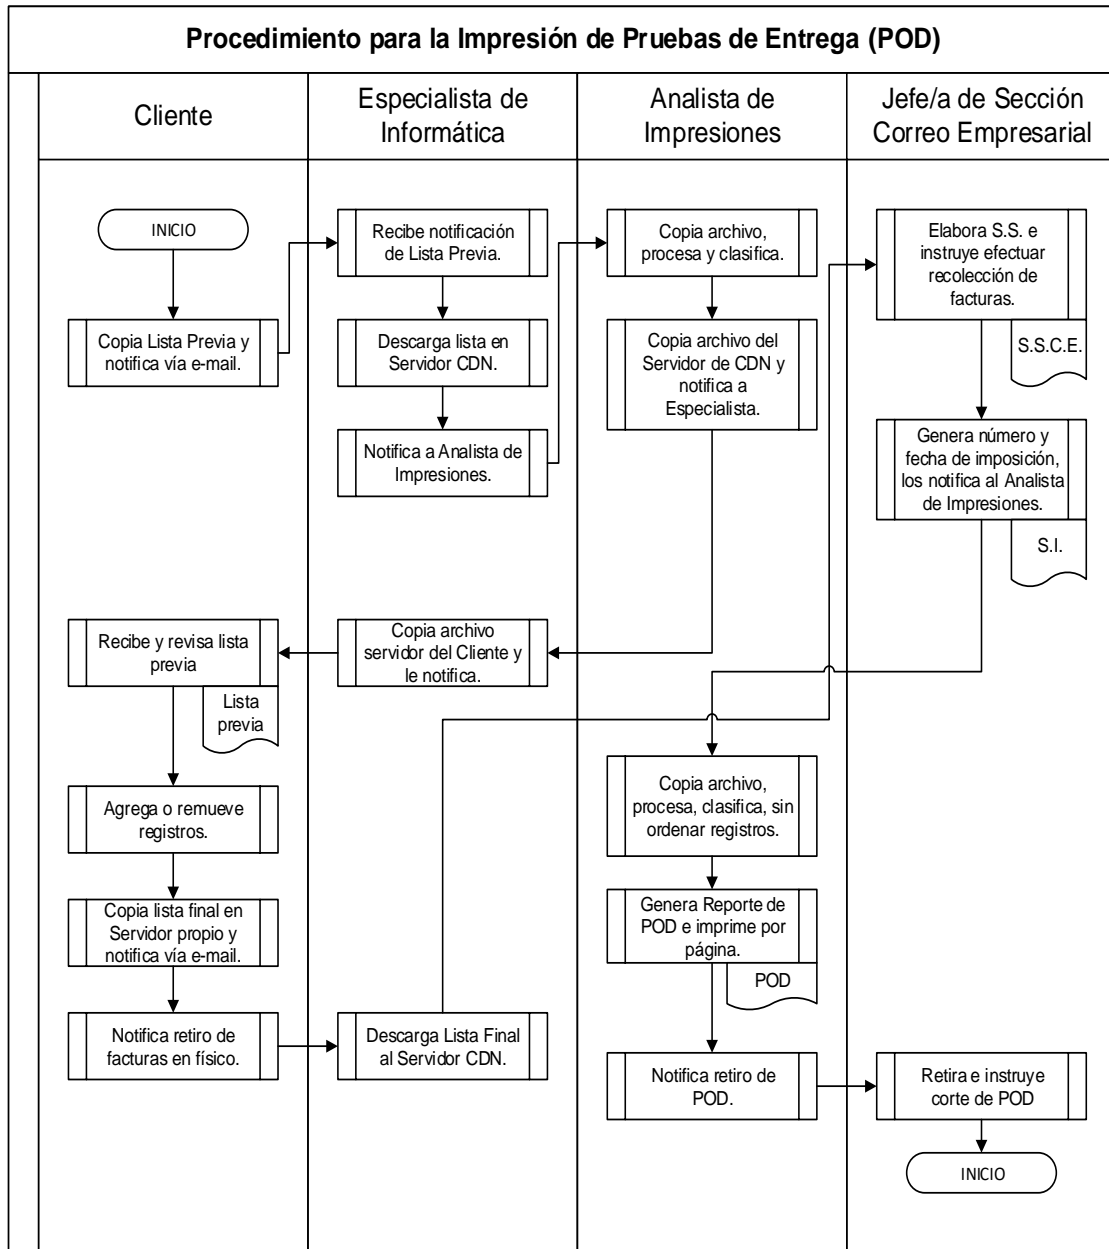 Procedimiento para la Impresión de Pruebas de Entrega (POD)
Cliente
Especialista de
Informática
Analista de
Impresiones
Jefe/a de Sección
Correo Empresarial
INICIO
Copia Lista Previa y
notifica vía e-mail.
Recibe notificación
de Lista Previa.
Descarga lista en
Servidor CDN.
Notifica a Analista de
Impresiones.
Copia archivo,
procesa y clasifica.
Copia archivo del
Servidor de CDN y
notifica a
Especialista.
Elabora S.S. e
instruye efectuar
recolección de
facturas.
S.S.C.E.
Genera número y
fecha de imposición,
los notifica al Analista
de Impresiones.
S.I.
Recibe y revisa lista
previa
Lista
previa
Copia archivo
servidor del Cliente y
le notifica.
Agrega o remueve
registros.
Copia lista final en
Servidor propio y
notifica vía e-mail.
Notifica retiro de
facturas en físico.
Descarga Lista Final
al Servidor CDN.
Copia archivo,
procesa, clasifica, sin
ordenar registros.
Genera Reporte de
POD e imprime por
página.
POD
Notifica retiro de
POD.
Retira e instruye
corte de POD
INICIO